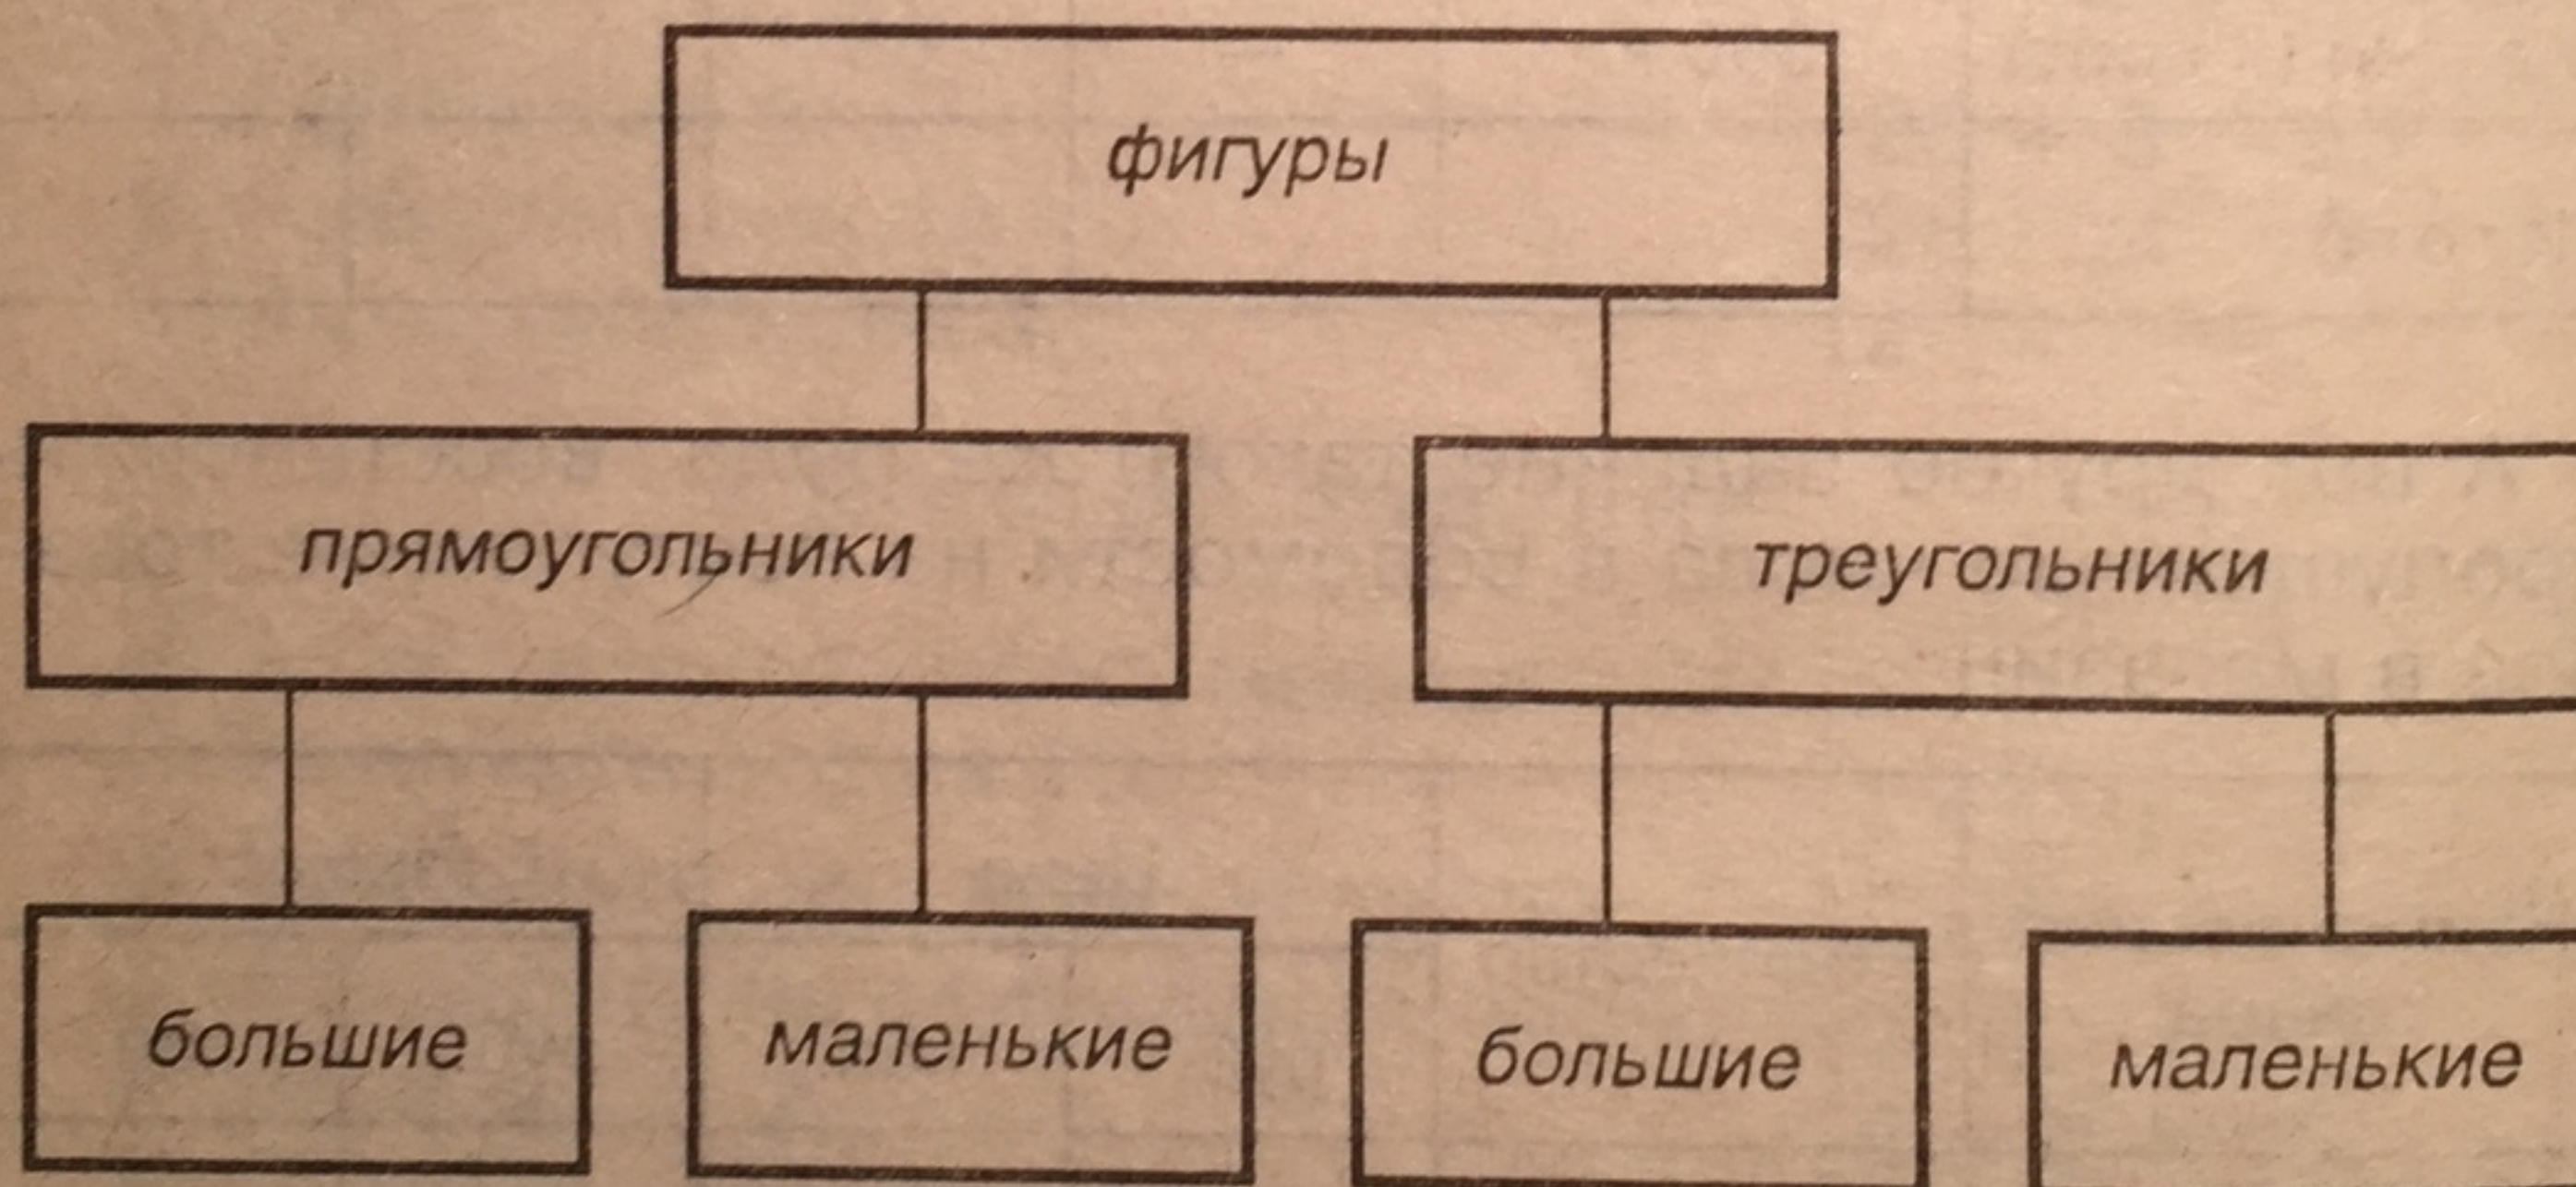 фигуры
прямоугольники
треугольники
большие
маленькие
большие
маленькие